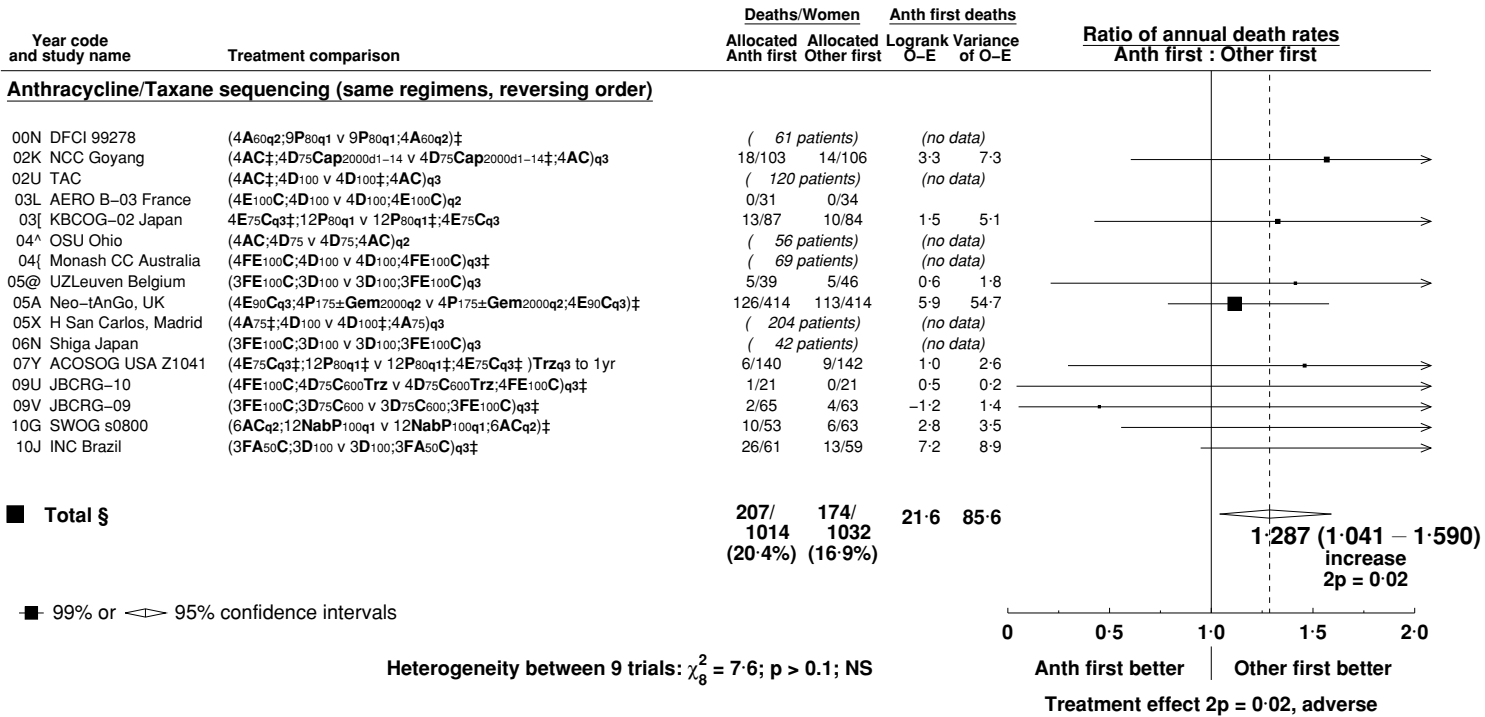 Deaths/Women Anth first deaths
Year code and study name Treatment comparison Allocated Anth first Allocated Other first Logrank O–E Variance of O–E Ratio of annual death rates Anth first : Other first
Anthracycline/Taxane sequencing (same regimens, reversing order)
00N DFCI 99278 (4A60q2;9P80q1 v 9P80q1;4A60q2)‡ ( 61 patients) (no data)
02K NCC Goyang (4AC‡;4D75Cap2000d1–14 v 4D75Cap2000d1–14‡;4AC)q3 18/103 14/106 3·3 7·3
02U TAC (4AC‡;4D100 v 4D100‡;4AC)q3 ( 120 patients) (no data)
03L AERO B–03 France (4E100C;4D100 v 4D100;4E100C)q2 0/31 0/34
03[ KBCOG–02 Japan 4E75Cq3‡;12P80q1 v 12P80q1‡;4E75Cq3 13/87 10/84 1·5 5·1
04^ OSU Ohio (4AC;4D75 v 4D75;4AC)q2 ( 56 patients) (no data)
04{ Monash CC Australia (4FE100C;4D100 v 4D100;4FE100C)q3‡ ( 69 patients) (no data)
05@ UZLeuven Belgium (3FE100C;3D100 v 3D100;3FE100C)q3 5/39 5/46 0·6 1·8
05A Neo–tAnGo, UK (4E90Cq3;4P175±Gem2000q2 v 4P175±Gem2000q2;4E90Cq3)‡ 126/414 113/414 5·9 54·7
05X H San Carlos, Madrid (4A75‡;4D100 v 4D100‡;4A75)q3 ( 204 patients) (no data)
06N Shiga Japan (3FE100C;3D100 v 3D100;3FE100C)q3 ( 42 patients) (no data)
07Y ACOSOG USA Z1041 (4E75Cq3‡;12P80q1‡ v 12P80q1‡;4E75Cq3‡ )Trzq3 to 1yr 6/140 9/142 1·0 2·6
09U JBCRG–10 (4FE100C;4D75C600Trz v 4D75C600Trz;4FE100C)q3‡ 1/21 0/21 0·5 0·2
09V JBCRG–09 (3FE100C;3D75C600 v 3D75C600;3FE100C)q3‡ 2/65 4/63 –1·2 1·4
10G SWOG s0800 (6ACq2;12NabP100q1 v 12NabP100q1;6ACq2)‡ 10/53 6/63 2·8 3·5
10J INC Brazil (3FA50C;3D100 v 3D100;3FA50C)q3‡ 26/61 13/59 7·2 8·9
Total § 207/1014 (20·4%) 174/1032 (16·9%) 21·6 85·6
1·287 (1·041 – 1·590)
increase
2p = 0·02
99% or 95% confidence intervals
0 0·5 1·0 1·5 2·0
Heterogeneity between 9 trials: χ²₈ = 7·6; p > 0.1; NS
Anth first better Other first better
Treatment effect 2p = 0·02, adverse